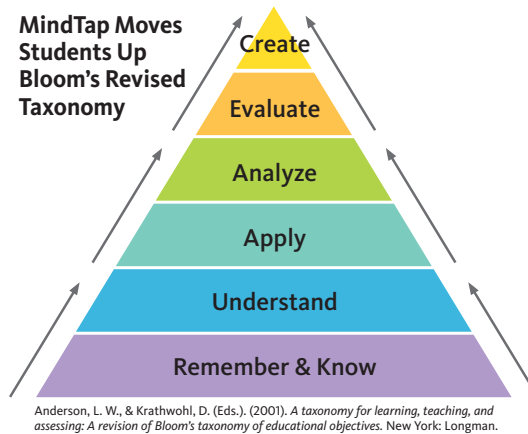 MindTap Moves
Students Up
Bloom’s Revised
Taxonomy
Create
Evaluate
Analyze
Apply
Understand
Remember & Know
Anderson, L. W., & Krathwohl, D. (Eds.). (2001). A taxonomy for learning, teaching, and
assessing: A revision of Bloom’s taxonomy of educational objectives. New York: Longman.